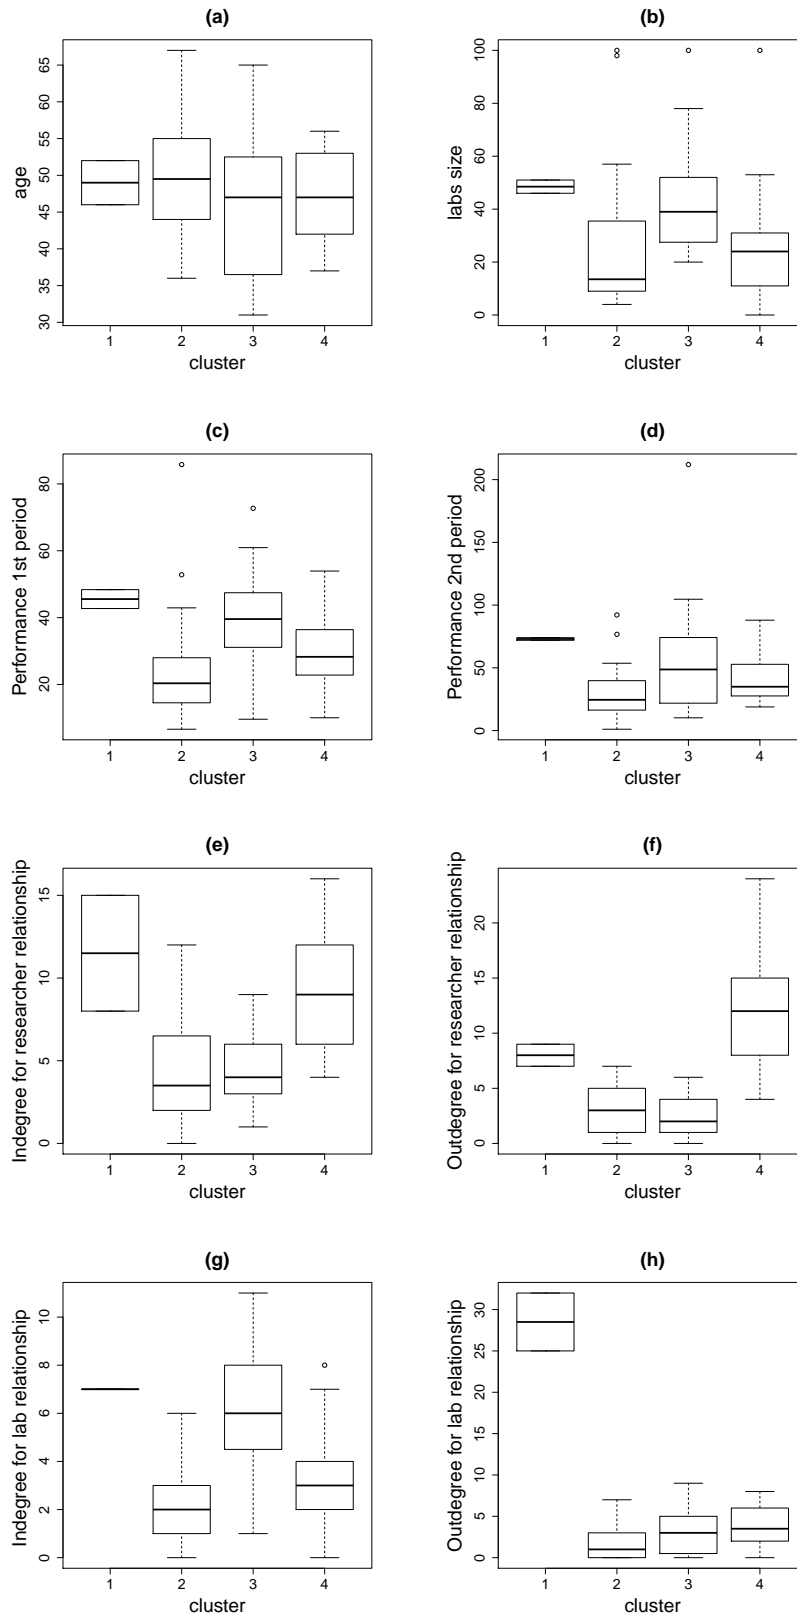 (a)
age
30 35 40 45 50 55 60 65
1 2 3 4
cluster
(b)
labs size
0 20 40 60 80 100
1 2 3 4
cluster
(c)
Performance 1st period
20 40 60 80
1 2 3 4
cluster
(d)
Performance 2nd period
0 50 100 150 200
1 2 3 4
cluster
(e)
Indegree for researcher relationship
0 5 10 15
1 2 3 4
cluster
(f)
Outdegree for researcher relationship
0 5 10 15 20
1 2 3 4
cluster
(g)
Indegree for lab relationship
0 2 4 6 8 10
1 2 3 4
cluster
(h)
Outdegree for lab relationship
0 5 10 15 20 25 30
1 2 3 4
cluster